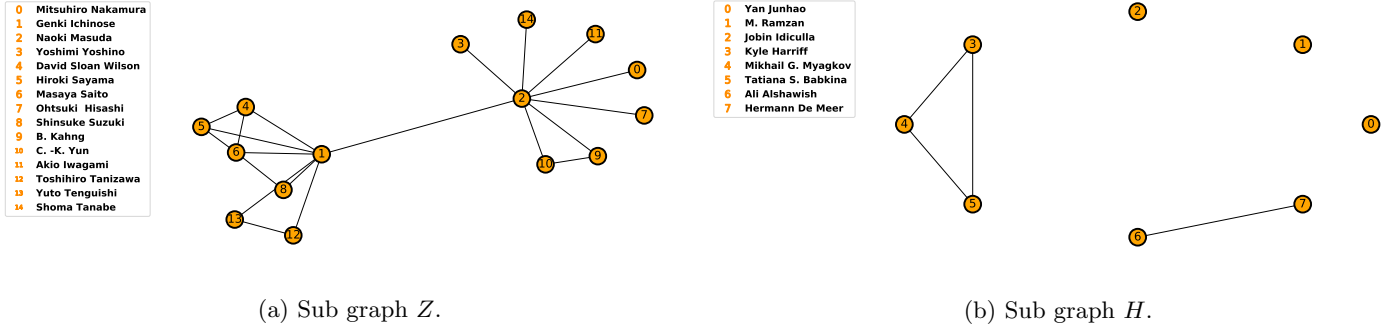 0 Mitsuhiro Nakamura
1 Genki Ichinose
2 Naoki Masuda
3 Yoshimi Yoshino
4 David Sloan Wilson
5 Hiroki Sayama
6 Masaya Saito
7 Ohtsuki Hisashi
8 Shinsuke Suzuki
9 B. Kahng
10 C. -K. Yun
11 Akio Iwagami
12 Toshihiro Tanizawa
13 Yuto Tenguishi
14 Shoma Tanabe
14
3
11
0
2
7
4
5
6
1
10
9
8
13
12
(a) Sub graph Z.
0 Yan Junhao
1 M. Ramzan
2 Jobin Idiculla
3 Kyle Harriff
4 Mikhail G. Myagkov
5 Tatiana S. Babkina
6 Ali Alshawish
7 Hermann De Meer
2
3
1
4
0
5
7
6
(b) Sub graph H.